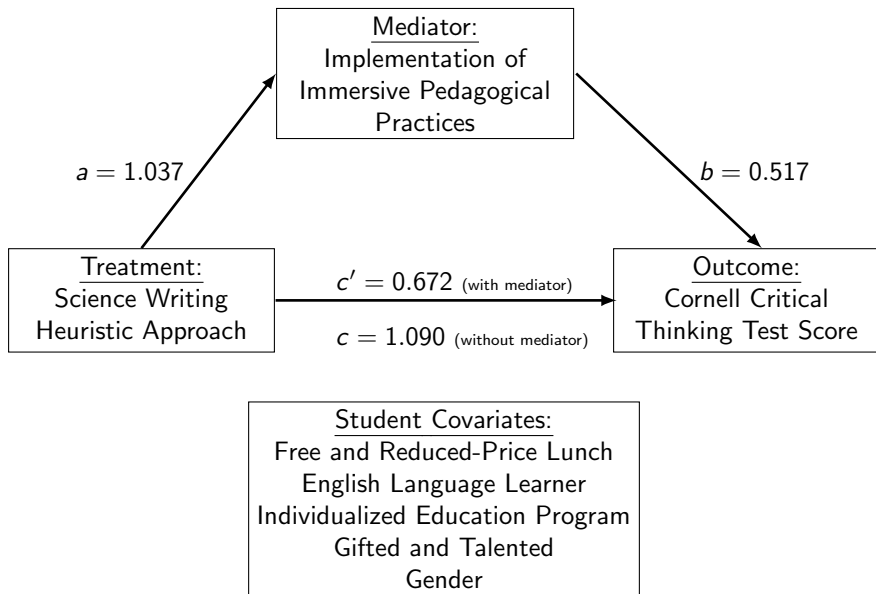 Mediator:
Implementation of
Immersive Pedagogical
Practices
a = 1.037
b = 0.517
Treatment:
Science Writing
Heuristic Approach
c′ = 0.672 (with mediator)
c = 1.090 (without mediator)
Outcome:
Cornell Critical
Thinking Test Score
Student Covariates:
Free and Reduced-Price Lunch
English Language Learner
Individualized Education Program
Gifted and Talented
Gender